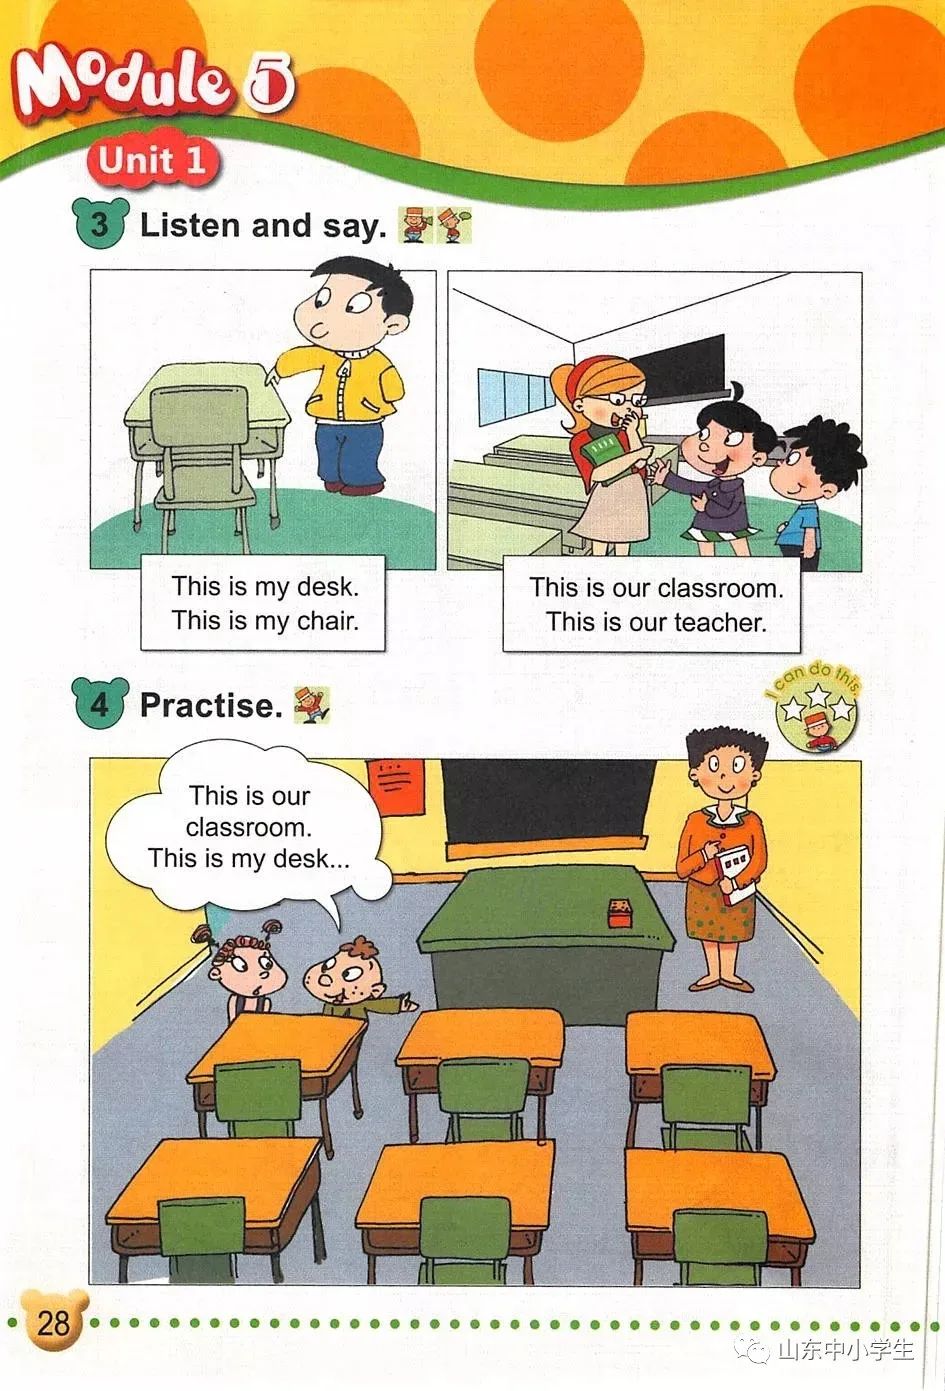 Module 5
Unit 1
3 Listen and say.
This is my desk.
This is my chair.
This is our classroom.
This is our teacher.
4 Practise.
I can do this.
This is our
classroom.
This is my desk...
28
山东中小学生